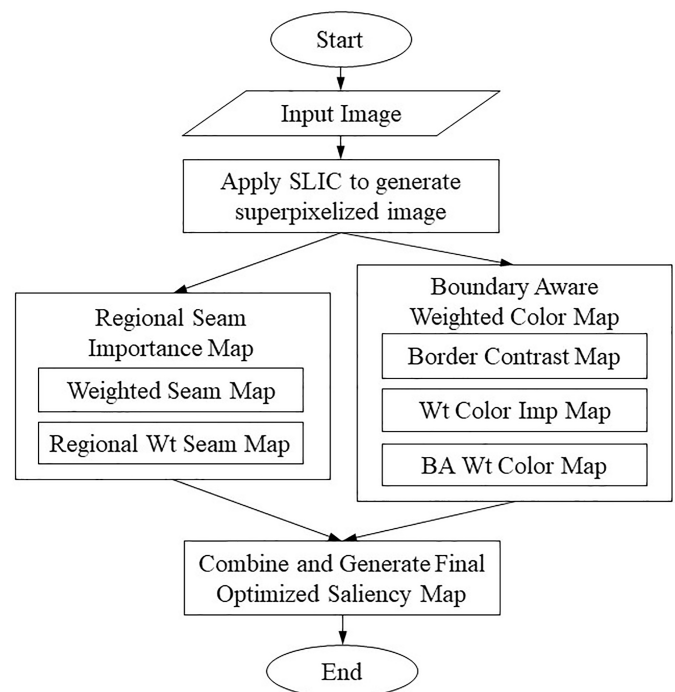 Start
Input Image
Apply SLIC to generate
superpixelized image
Regional Seam
Importance Map
Weighted Seam Map
Regional Wt Seam Map
Boundary Aware
Weighted Color Map
Border Contrast Map
Wt Color Imp Map
BA Wt Color Map
Combine and Generate Final
Optimized Saliency Map
End